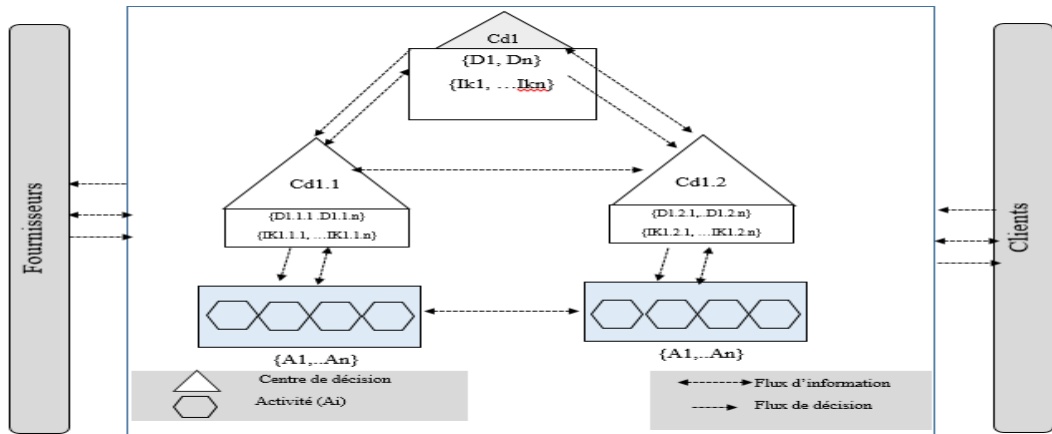 Cd1
{D1, Dn}
{Ik1, …Ikn}
Cd1.1
{D1.1.1 .D1.1.n}
{IK1.1.1, …IK1.1.n}
Cd1.2
{D1.2.1,..D1.2.n}
{IK1.2.1, …IK1.2.n}
Fournisseurs
Clients
{A1,..An}
{A1,..An}
Centre de décision
Activité (Ai)
Flux d’information
Flux de décision